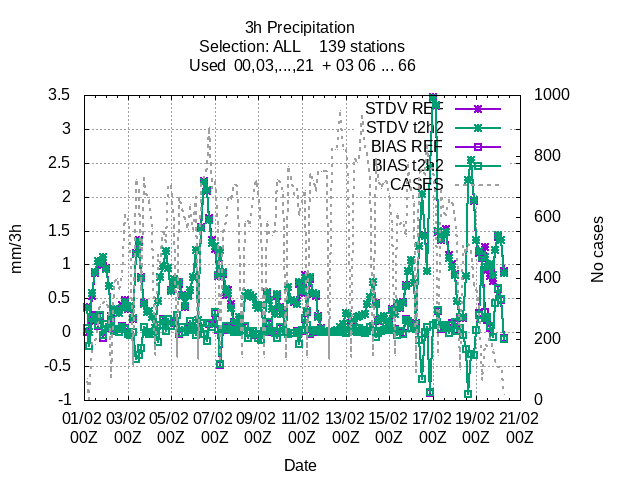 3h Precipitation
Selection: ALL 139 stations
Used 00,03,...,21 + 03 06 ... 66
3.5 1000
STDV REF
3
STDV t2h2
BIAS REF
2.5 800
BIAS t2h2
CASES
2
600
1.5
mm/3h No cases
1
400
0.5
0 200
-0.5
-1 0
01/02 03/02 05/02 07/02 09/02 11/02 13/02 15/02 17/02 19/02 21/02
00Z 00Z 00Z 00Z 00Z 00Z 00Z 00Z 00Z 00Z 00Z
Date